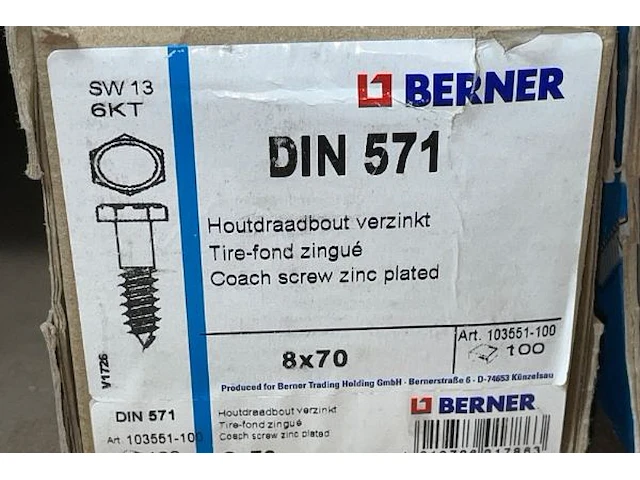 SW 13
6KT
BERNER
DIN 571
Houtdraadbout verzinkt
Tire-fond zingué
Coach screw zinc plated
8x70
Art. 103551-100
100
V1726
Produced for Berner Trading Holding GmbH - Bernerstraße 6 - D-74653 Künzelsau
DIN 571
Houtdraadbout verzinkt
BERNER
Art. 103551-100
Tire-fond zingué
Coach screw zinc plated